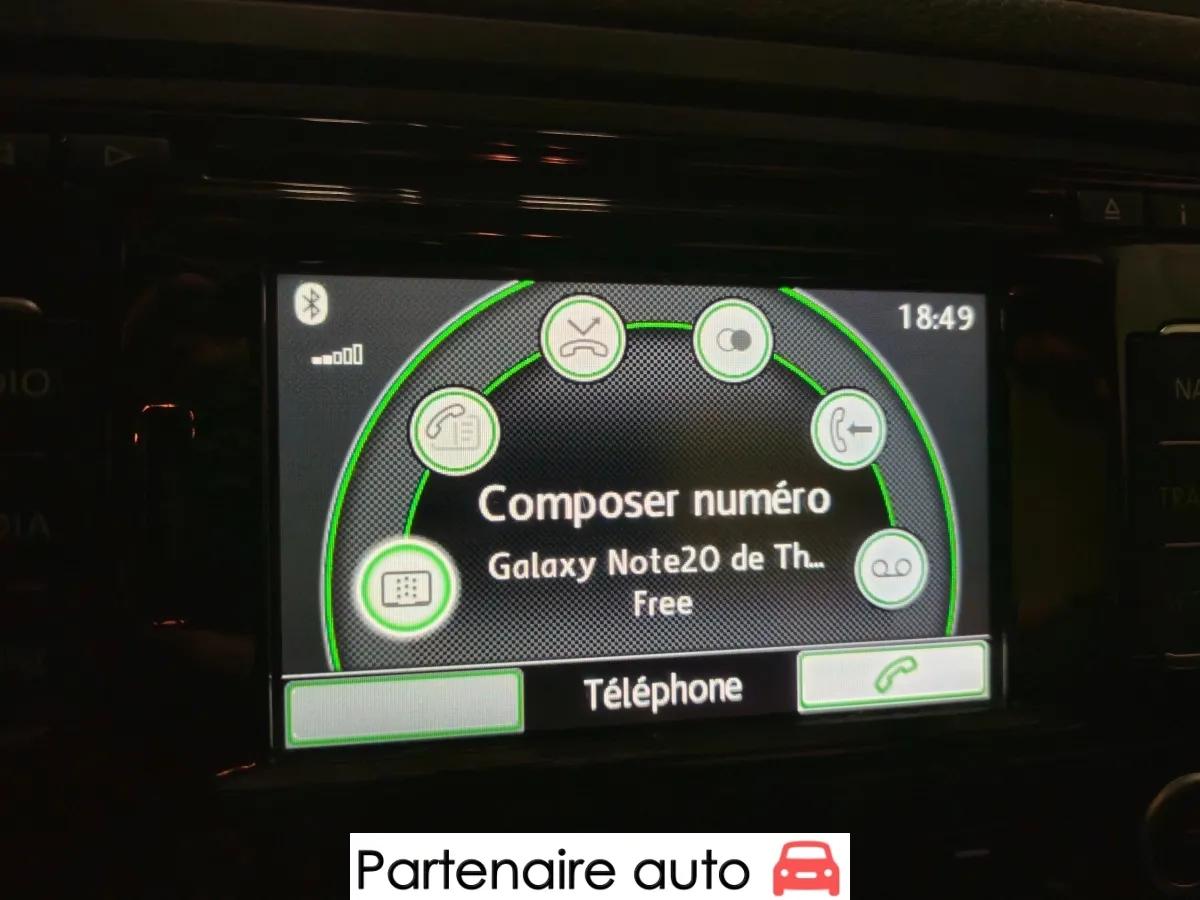 18:49
Composer numéro
Galaxy Note20 de Th...
Free
Téléphone
Partenaire auto